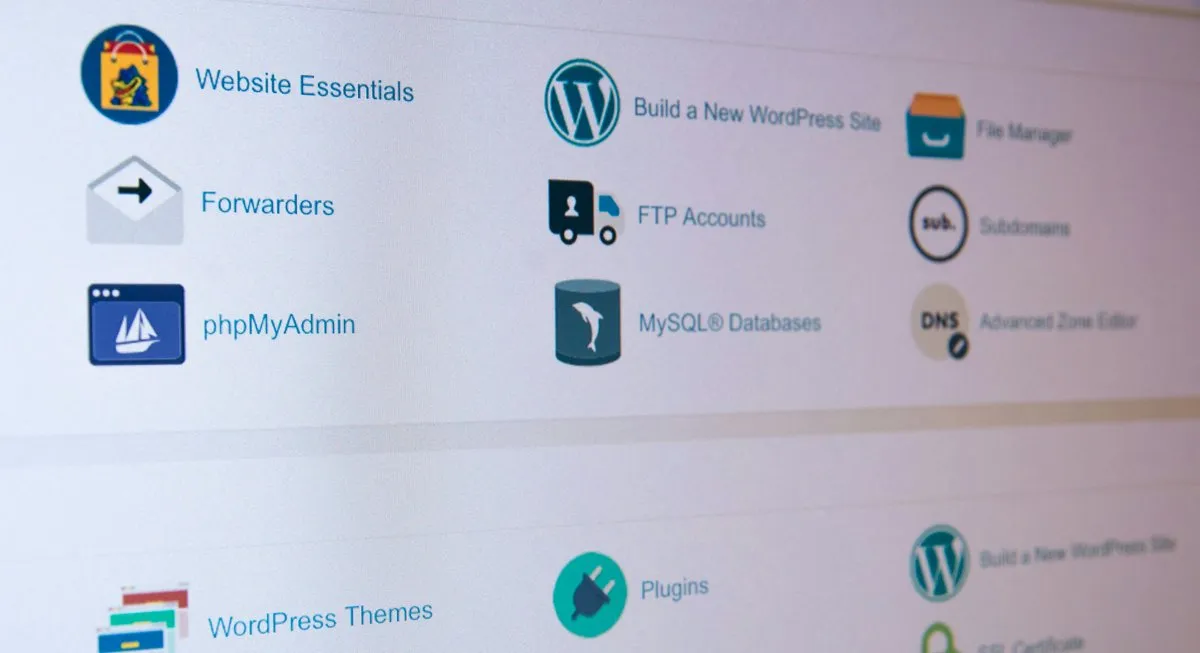 Website Essentials
Build a New WordPress Site
File Manager
Forwarders
FTP Accounts
sub.
Subdomains
phpMyAdmin
MySQL® Databases
DNS
Advanced Zone Editor
WordPress Themes
Plugins
Build a New WordPress Site
SSL Certificate